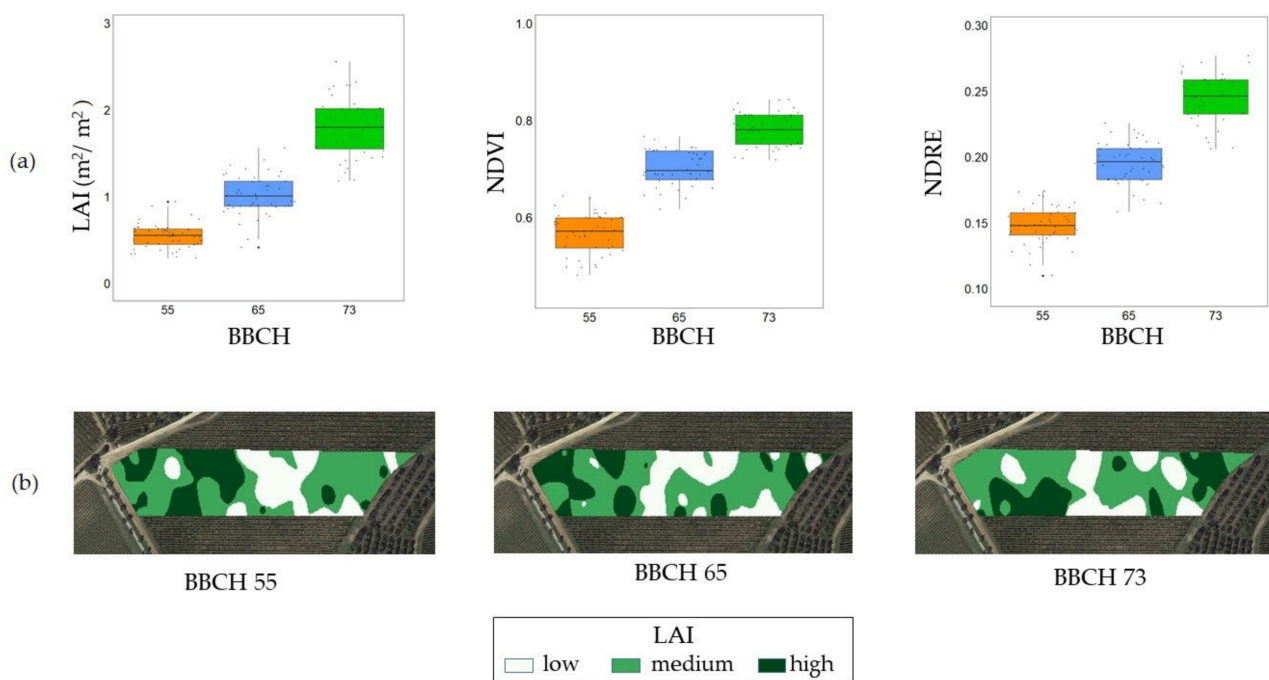 (a)
LAI (m²/ m²)
3
2
1
0
55 65 73
BBCH
NDVI
1.0
0.8
0.6
55 65 73
BBCH
NDRE
0.30
0.25
0.20
0.15
0.10
55 65 73
BBCH
(b)
BBCH 55
BBCH 65
BBCH 73
LAI
low medium high